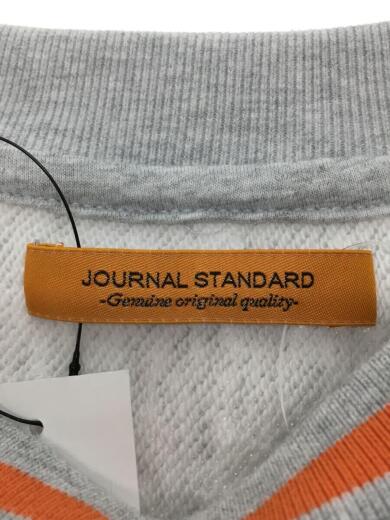 JOURNAL STANDARD
-Genuine original quality-